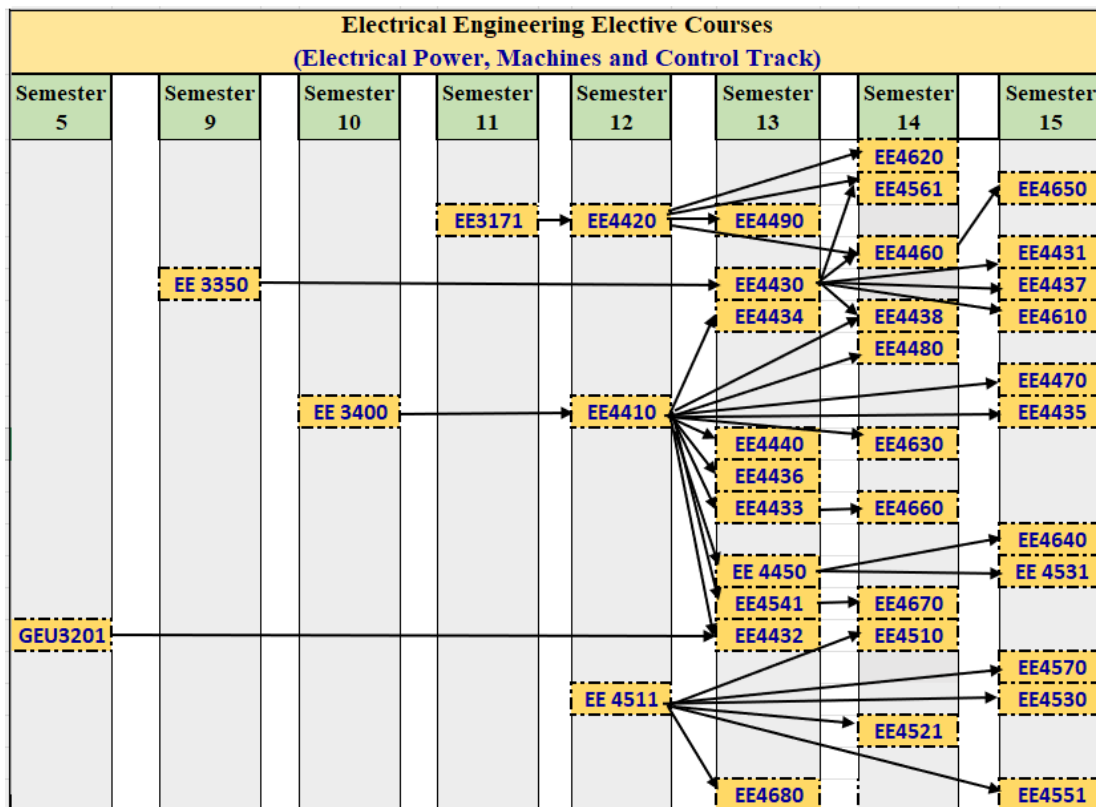 Electrical Engineering Elective Courses
(Electrical Power, Machines and Control Track)
Semester 5
Semester 9
Semester 10
Semester 11
Semester 12
Semester 13
Semester 14
Semester 15
EE4620
EE4561 EE4650
EE3171 EE4420 EE4490
EE4460 EE4431
EE 3350 EE4430 EE4437
EE4434 EE4438 EE4610
EE4480
EE4470
EE 3400 EE4410 EE4435
EE4440 EE4630
EE4436
EE4433 EE4660
EE4640
EE 4450 EE 4531
EE4541 EE4670
GEU3201 EE4432 EE4510
EE4570
EE 4511 EE4530
EE4521
EE4680 EE4551